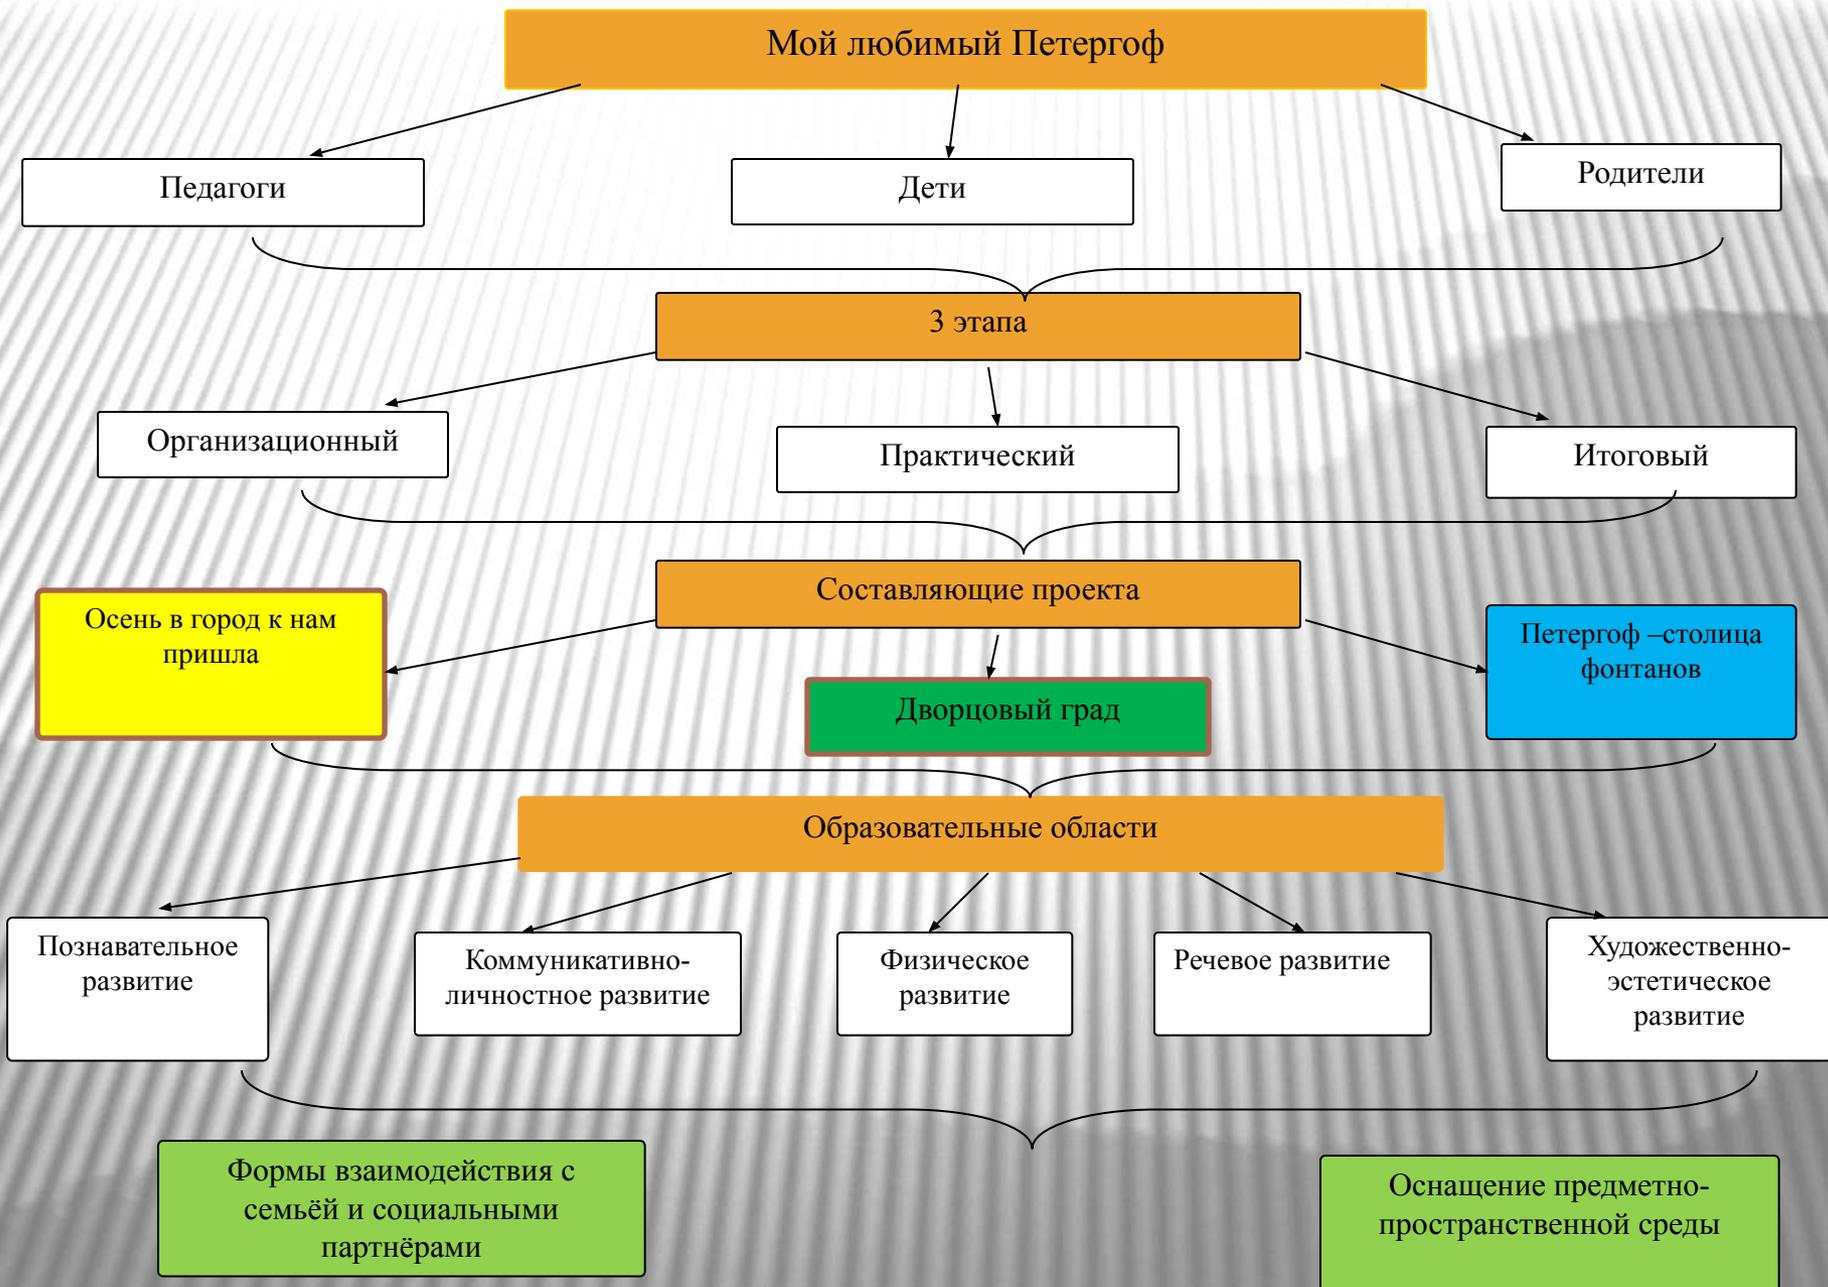 Мой любимый Петергоф
Педагоги
Дети
Родители
3 этапа
Организационный
Практический
Итоговый
Составляющие проекта
Осень в город к нам
пришла
Дворцовый град
Петергоф –столица
фонтанов
Образовательные области
Познавательное
развитие
Коммуникативно-
личностное развитие
Физическое
развитие
Речевое развитие
Художественно-
эстетическое
развитие
Формы взаимодействия с
семьёй и социальными
партнёрами
Оснащение предметно-
пространственной среды